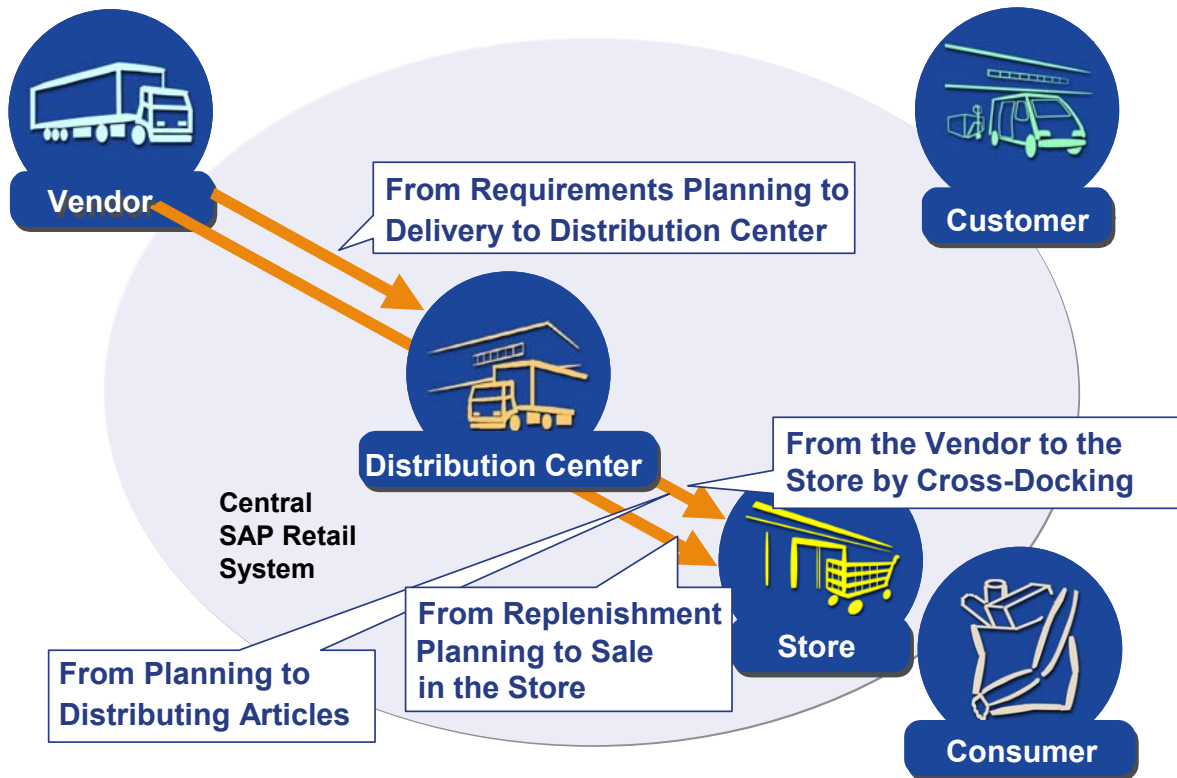 Vendor
From Requirements Planning to
Delivery to Distribution Center
Customer
Distribution Center
From the Vendor to the
Store by Cross-Docking
Central
SAP Retail
System
From Replenishment
Planning to Sale
in the Store
Store
From Planning to
Distributing Articles
Consumer